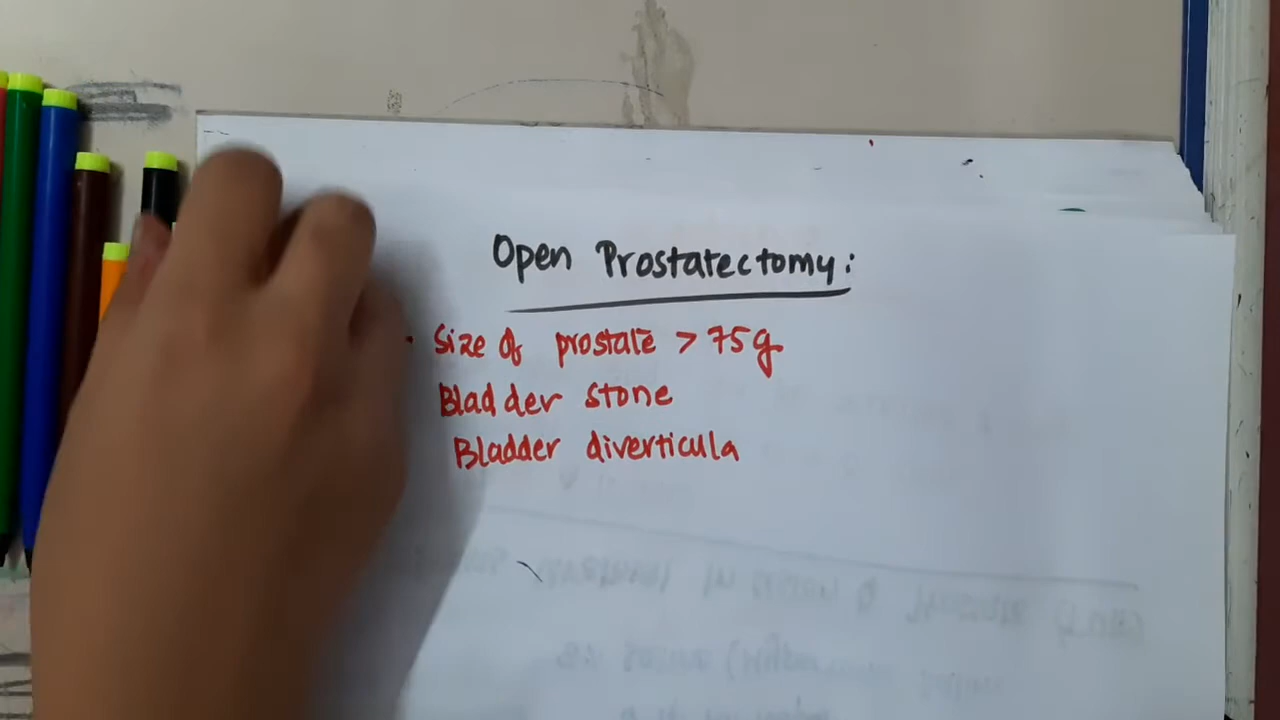 Open Prostatectomy:
• Size of prostate > 75g
Bladder stone
Bladder diverticula